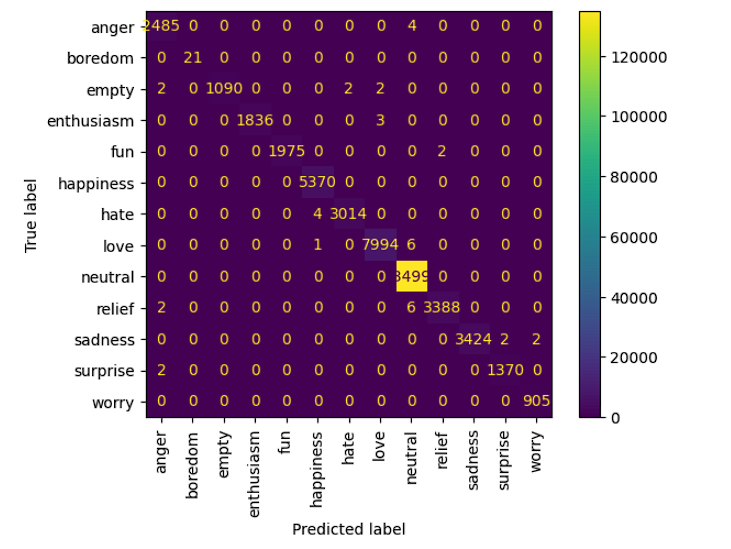 anger 2485 0 0 0 0 0 0 0 4 0 0 0 0
boredom 0 21 0 0 0 0 0 0 0 0 0 0 0
empty 2 0 1090 0 0 0 2 2 0 0 0 0 0
enthusiasm 0 0 0 1836 0 0 0 3 0 0 0 0 0
fun 0 0 0 0 1975 0 0 0 0 2 0 0 0
happiness 0 0 0 0 0 5370 0 0 0 0 0 0 0
hate 0 0 0 0 0 4 3014 0 0 0 0 0 0
love 0 0 0 0 0 1 0 7994 6 0 0 0 0
neutral 0 0 0 0 0 0 0 0 3499 0 0 0 0
relief 2 0 0 0 0 0 0 0 6 3388 0 0 0
sadness 0 0 0 0 0 0 0 0 0 0 3424 2 2
surprise 2 0 0 0 0 0 0 0 0 0 0 1370 0
worry 0 0 0 0 0 0 0 0 0 0 0 0 905
True label
anger
boredom
empty
enthusiasm
fun
happiness
hate
love
neutral
relief
sadness
surprise
worry
Predicted label
120000
100000
80000
60000
40000
20000
0